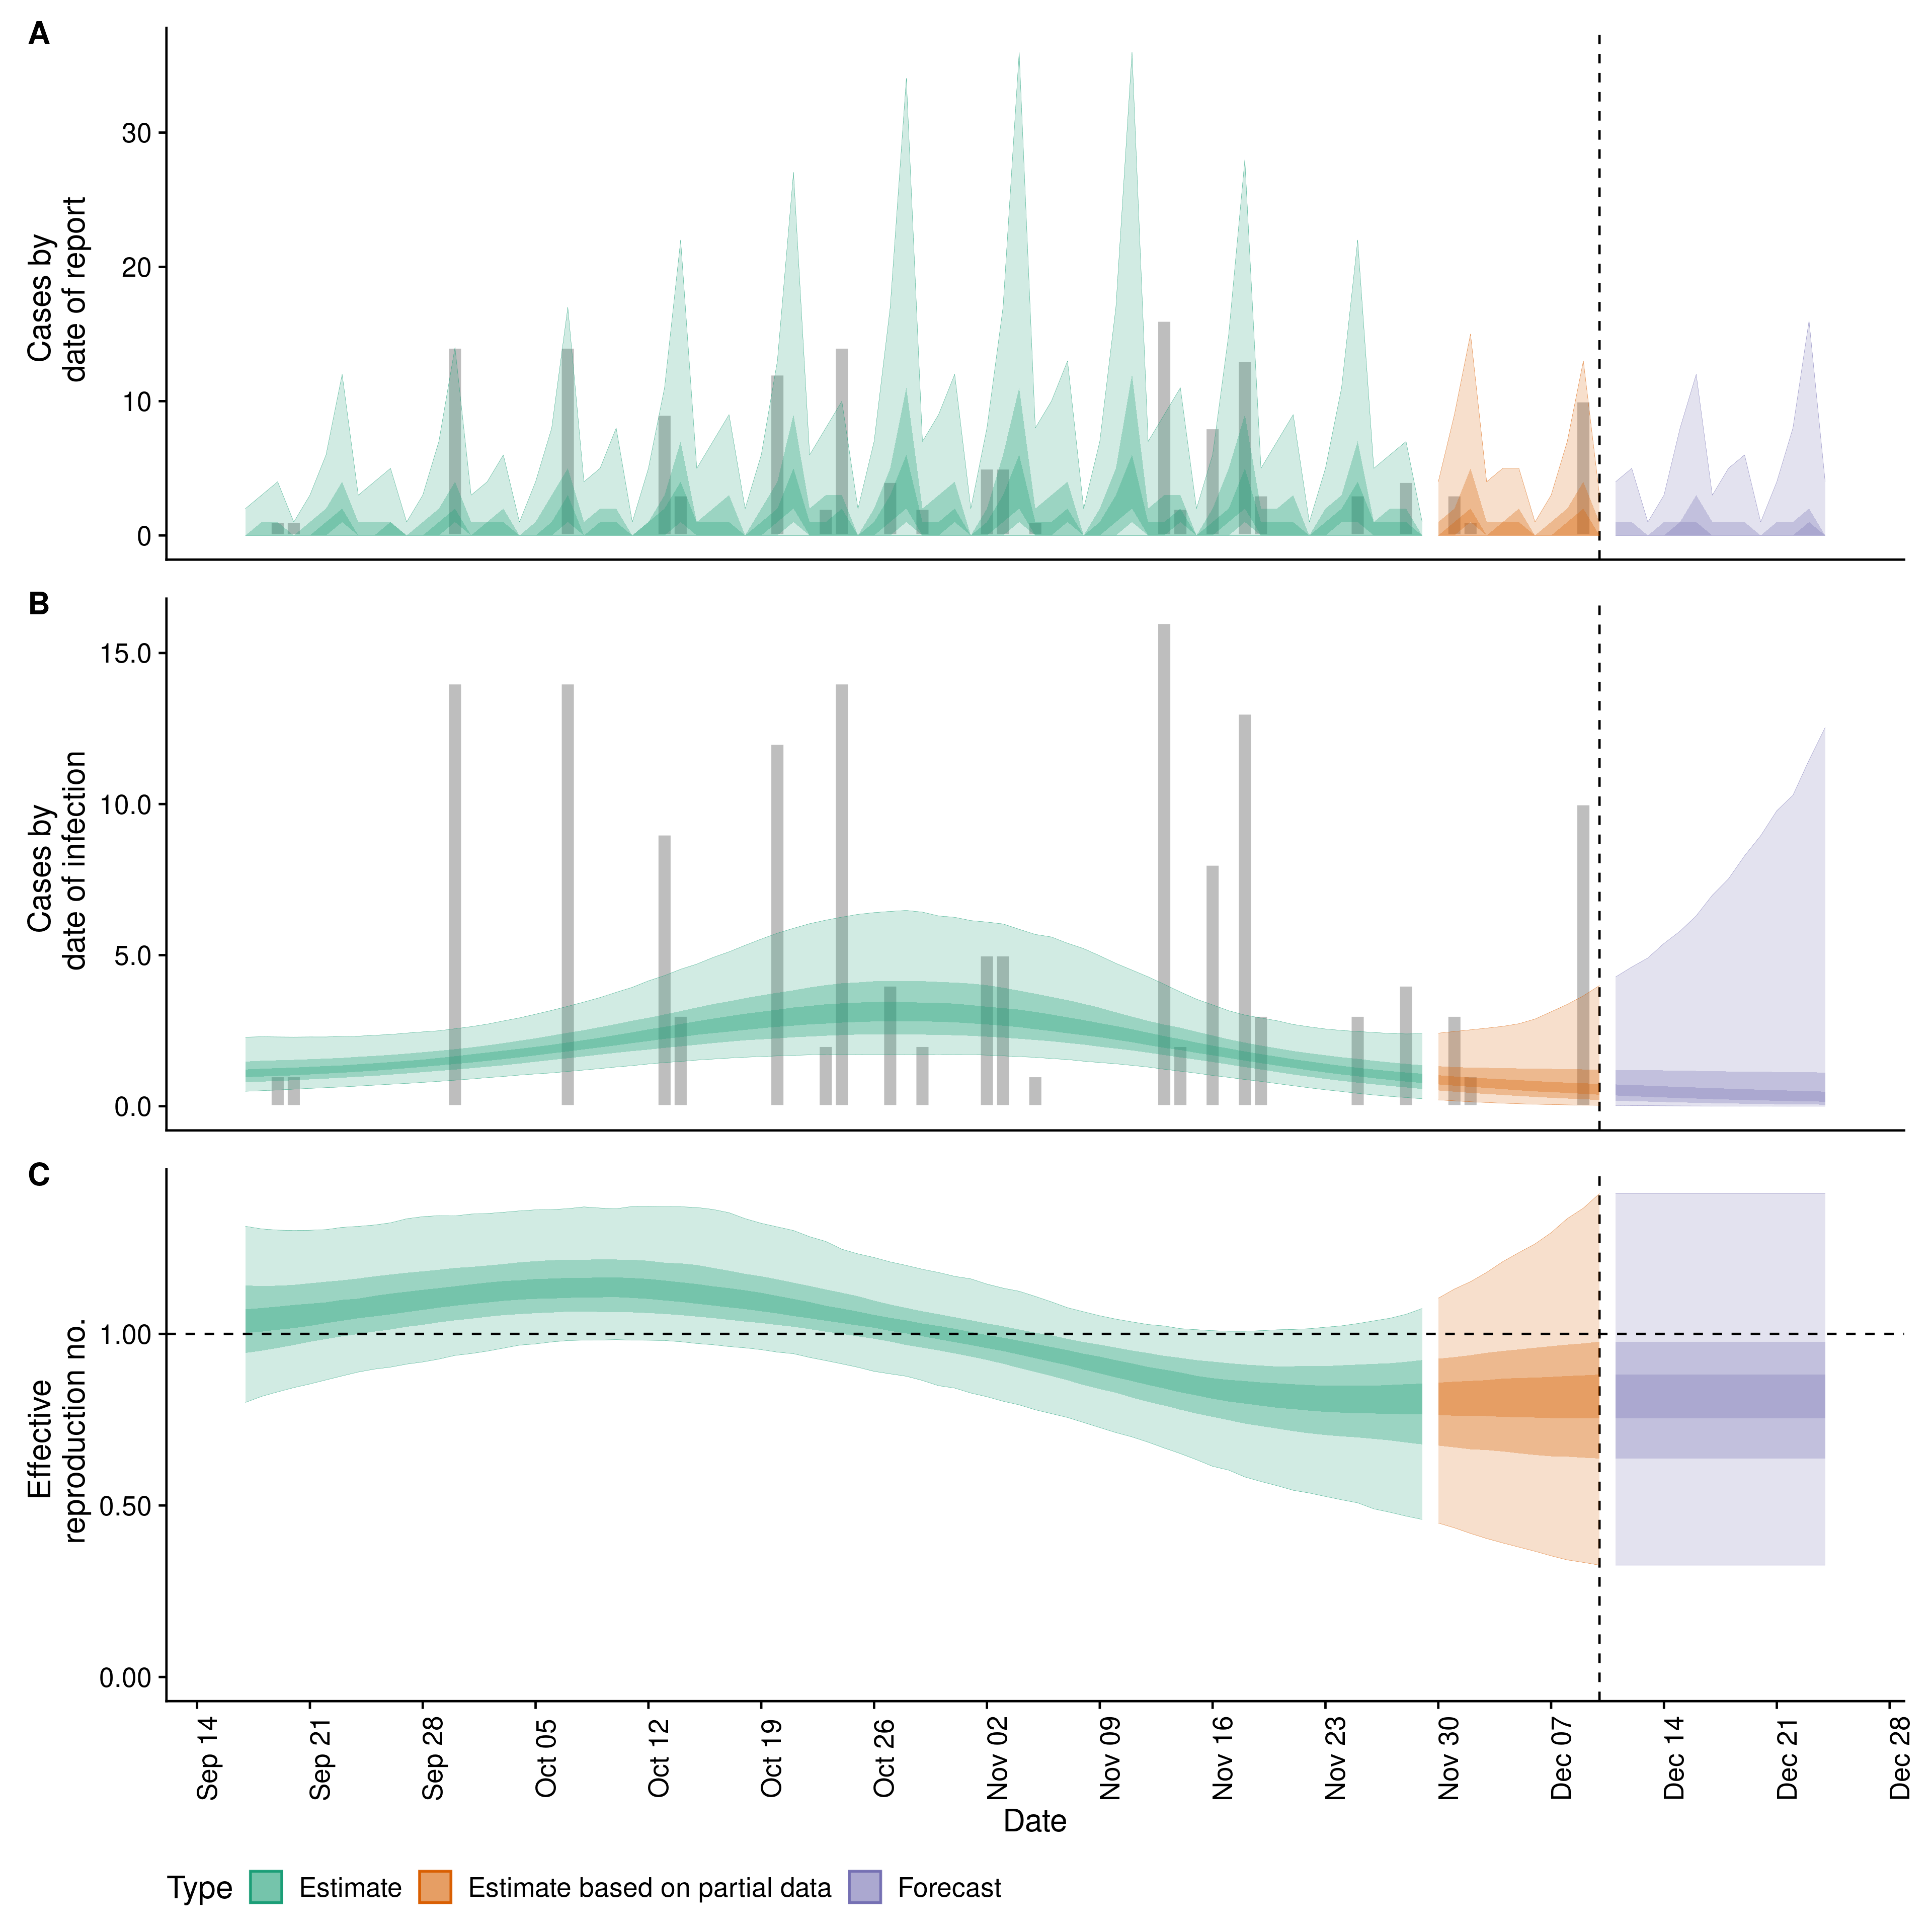 A
Cases by
date of report
30
20
10
0
B
Cases by
date of infection
15.0
10.0
5.0
0.0
C
Effective
reproduction no.
1.00
0.50
0.00
Sep 14
Sep 21
Sep 28
Oct 05
Oct 12
Oct 19
Oct 26
Nov 02
Nov 09
Nov 16
Nov 23
Nov 30
Dec 07
Dec 14
Dec 21
Dec 28
Date
Type Estimate Estimate based on partial data Forecast